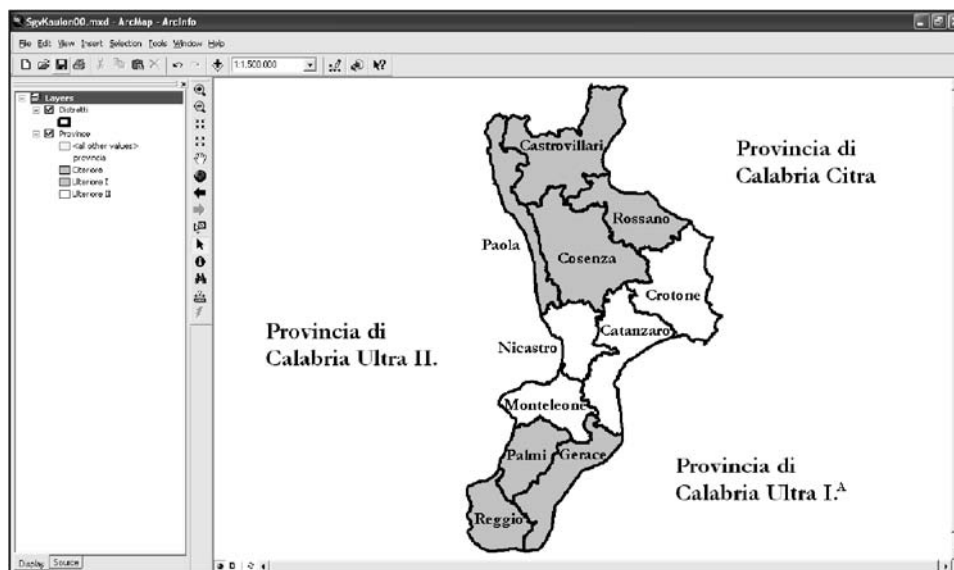 SgvKaulon00.mxd - ArcMap - ArcInfo
File Edit View Insert Selection Tools Window Help
1:1.500.000
Layers
Distretti
Province
<all other values>
provincia
Citeriore
Ulteriore I
Ulteriore II
Display Source
Castrovillari
Provincia di
Calabria Citra
Rossano
Paola
Cosenza
Crotone
Catanzaro
Provincia di
Calabria Ultra II.
Nicastro
Monteleone
Palmi
Gerace
Provincia di
Calabria Ultra I.ᴬ
Reggio